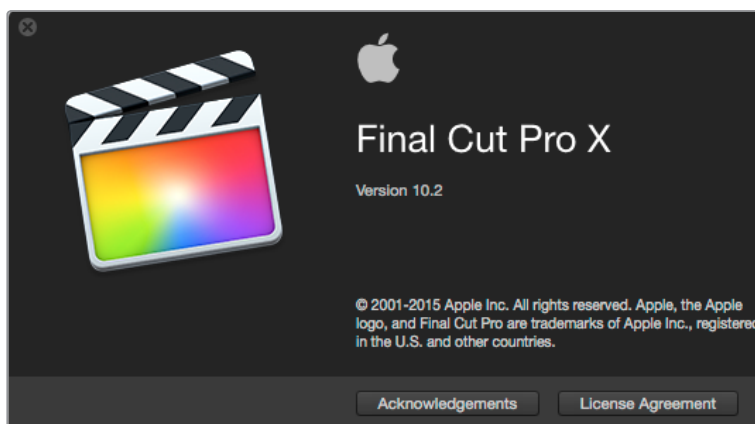 Final Cut Pro X
Version 10.2
© 2001-2015 Apple Inc. All rights reserved. Apple, the Apple
logo, and Final Cut Pro are trademarks of Apple Inc., registered
in the U.S. and other countries.
Acknowledgements
License Agreement